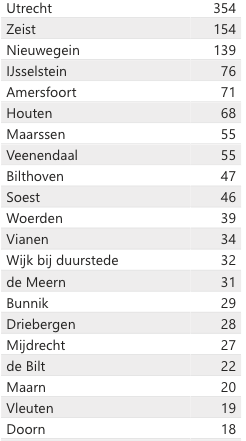 Utrecht 354
Zeist 154
Nieuwegein 139
IJsselstein 76
Amersfoort 71
Houten 68
Maarssen 55
Veenendaal 55
Bilthoven 47
Soest 46
Woerden 39
Vianen 34
Wijk bij duurstede 32
de Meern 31
Bunnik 29
Driebergen 28
Mijdrecht 27
de Bilt 22
Maarn 20
Vleuten 19
Doorn 18